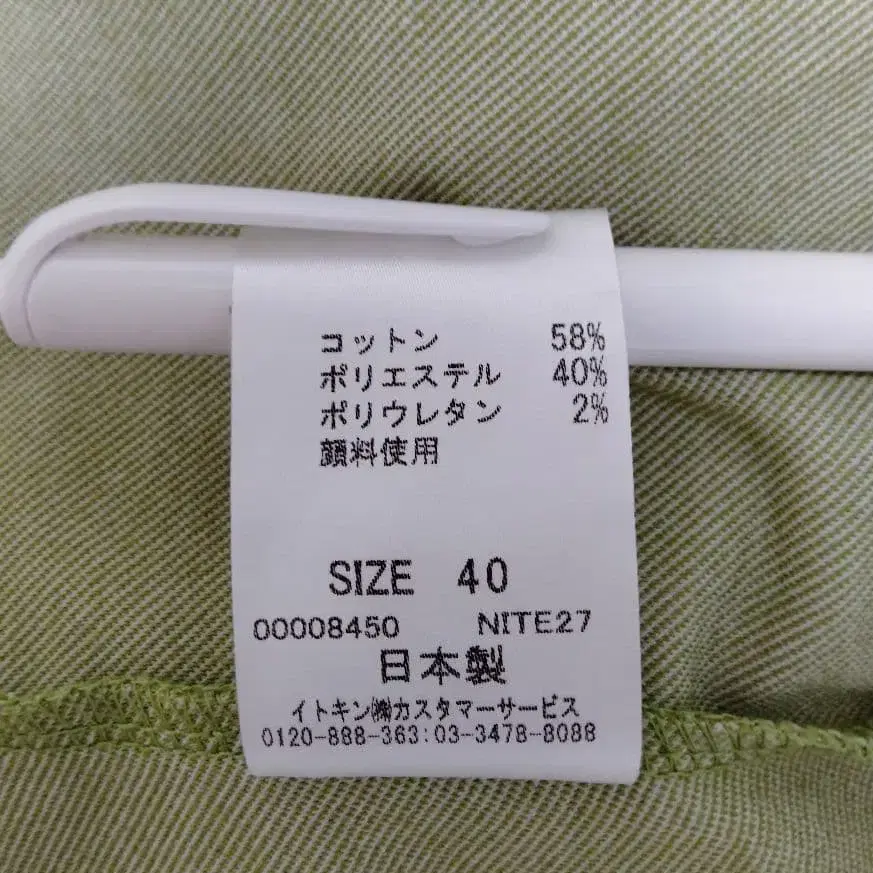 コットン 58%
ポリエステル 40%
ポリウレタン 2%
顔料使用
SIZE 40
00008450 NITE27
日本製
イトキン㈱カスタマーサービス
0120-888-363:03-3478-8088